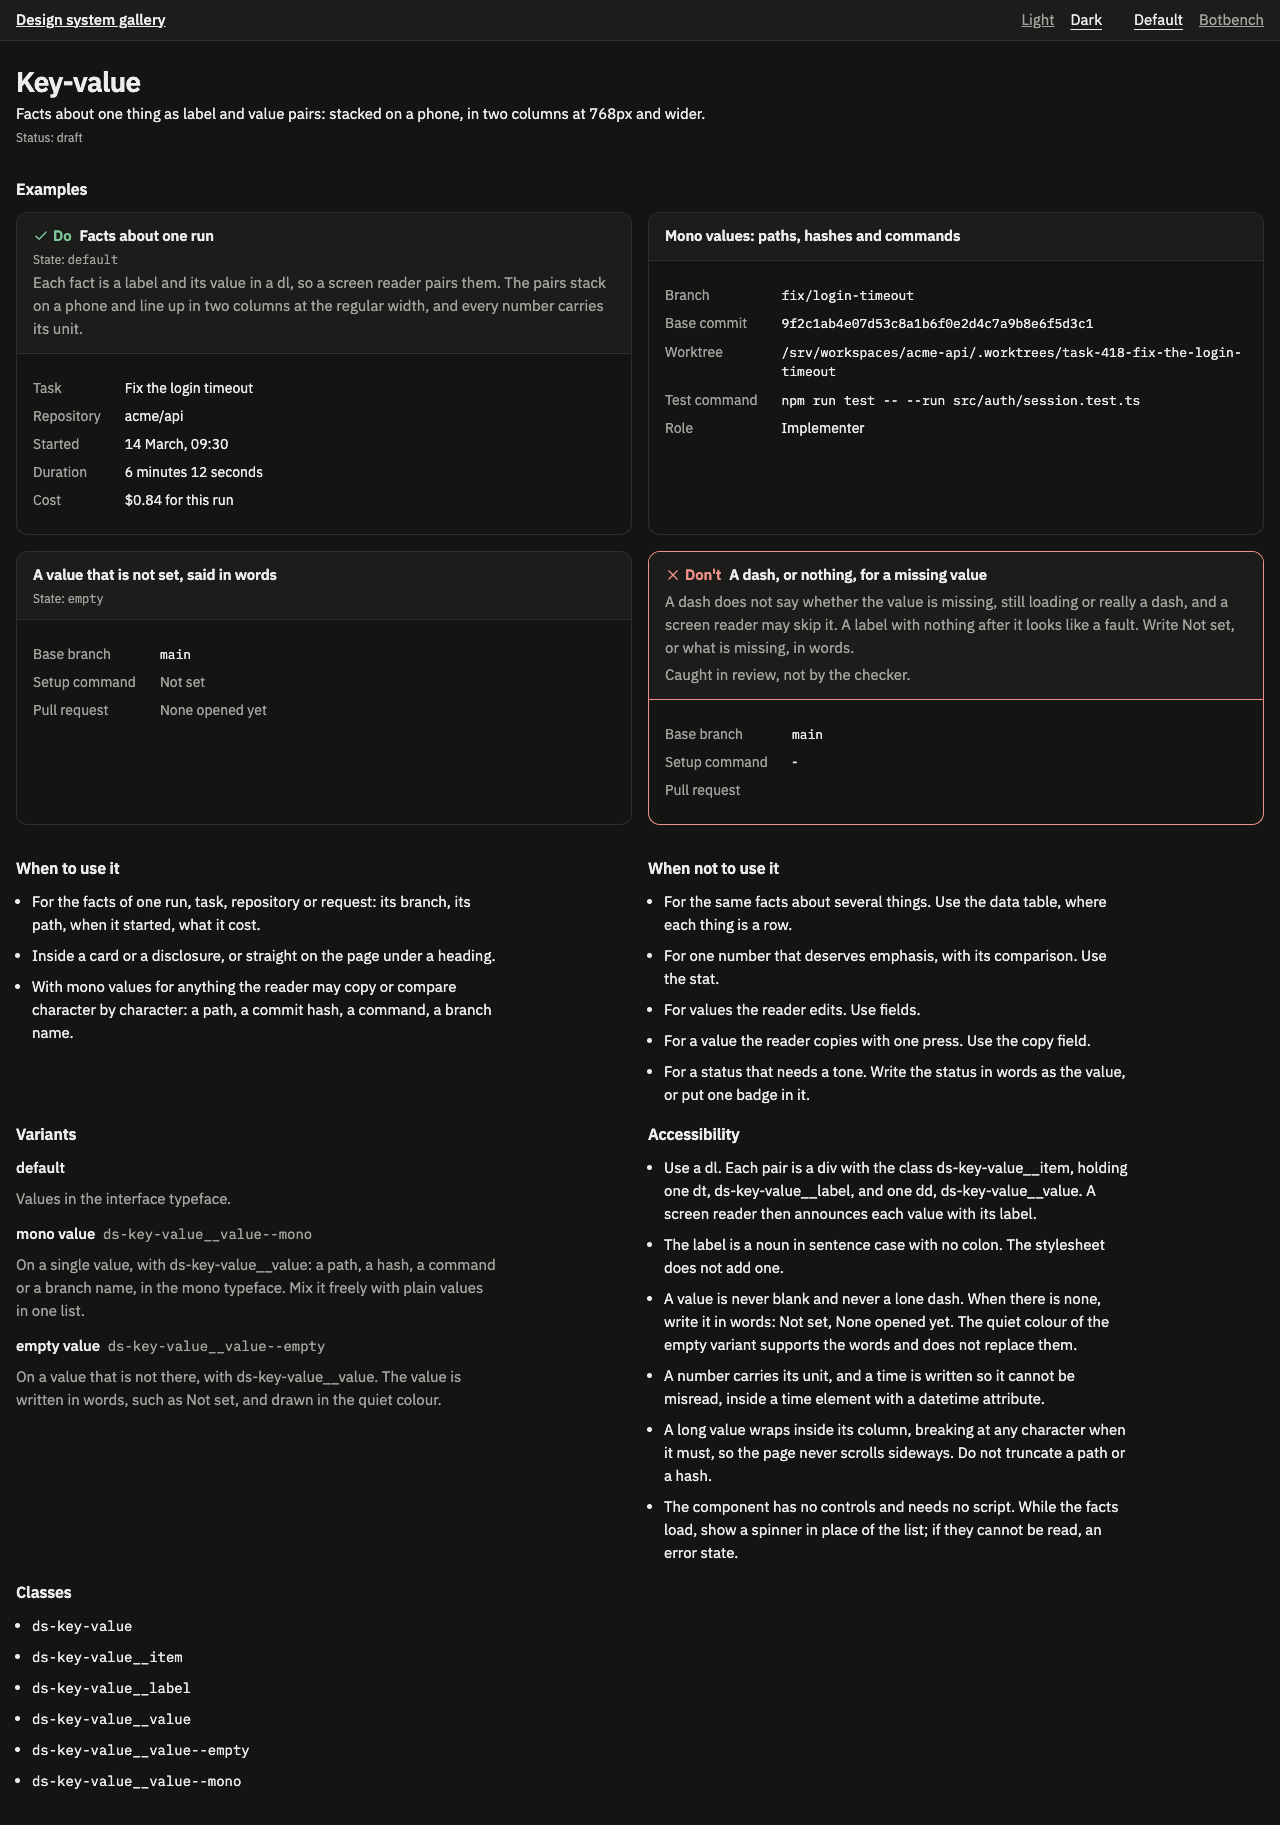 Design system gallery
Light Dark Default Botbench
Key-value
Facts about one thing as label and value pairs: stacked on a phone, in two columns at 768px and wider.
Status: draft
Examples
Do Facts about one run
State: default
Each fact is a label and its value in a dl, so a screen reader pairs them. The pairs stack
on a phone and line up in two columns at the regular width, and every number carries
its unit.
Task Fix the login timeout
Repository acme/api
Started 14 March, 09:30
Duration 6 minutes 12 seconds
Cost $0.84 for this run
Mono values: paths, hashes and commands
Branch fix/login-timeout
Base commit 9f2c1ab4e07d53c8a1b6f0e2d4c7a9b8e6f5d3c1
Worktree /srv/workspaces/acme-api/.worktrees/task-418-fix-the-login-
timeout
Test command npm run test -- --run src/auth/session.test.ts
Role Implementer
A value that is not set, said in words
State: empty
Base branch main
Setup command Not set
Pull request None opened yet
Don't A dash, or nothing, for a missing value
A dash does not say whether the value is missing, still loading or really a dash, and a
screen reader may skip it. A label with nothing after it looks like a fault. Write Not set,
or what is missing, in words.
Caught in review, not by the checker.
Base branch main
Setup command -
Pull request
When to use it
For the facts of one run, task, repository or request: its branch, its
path, when it started, what it cost.
Inside a card or a disclosure, or straight on the page under a heading.
With mono values for anything the reader may copy or compare
character by character: a path, a commit hash, a command, a branch
name.
When not to use it
For the same facts about several things. Use the data table, where
each thing is a row.
For one number that deserves emphasis, with its comparison. Use
the stat.
For values the reader edits. Use fields.
For a value the reader copies with one press. Use the copy field.
For a status that needs a tone. Write the status in words as the value,
or put one badge in it.
Variants
default
Values in the interface typeface.
mono value ds-key-value__value--mono
On a single value, with ds-key-value__value: a path, a hash, a command
or a branch name, in the mono typeface. Mix it freely with plain values
in one list.
empty value ds-key-value__value--empty
On a value that is not there, with ds-key-value__value. The value is
written in words, such as Not set, and drawn in the quiet colour.
Accessibility
Use a dl. Each pair is a div with the class ds-key-value__item, holding
one dt, ds-key-value__label, and one dd, ds-key-value__value. A
screen reader then announces each value with its label.
The label is a noun in sentence case with no colon. The stylesheet
does not add one.
A value is never blank and never a lone dash. When there is none,
write it in words: Not set, None opened yet. The quiet colour of the
empty variant supports the words and does not replace them.
A number carries its unit, and a time is written so it cannot be
misread, inside a time element with a datetime attribute.
A long value wraps inside its column, breaking at any character when
it must, so the page never scrolls sideways. Do not truncate a path or
a hash.
The component has no controls and needs no script. While the facts
load, show a spinner in place of the list; if they cannot be read, an
error state.
Classes
ds-key-value
ds-key-value__item
ds-key-value__label
ds-key-value__value
ds-key-value__value--empty
ds-key-value__value--mono